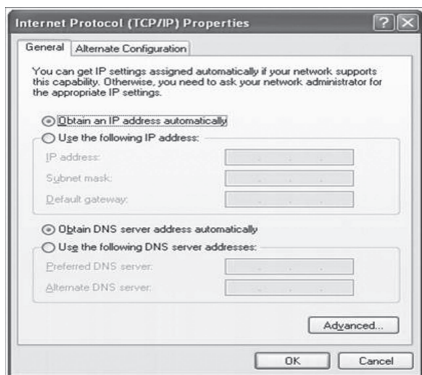 Internet Protocol (TCP/IP) Properties
General
Alternate Configuration
You can get IP settings assigned automatically if your network supports
this capability. Otherwise, you need to ask your network administrator for
the appropriate IP settings.
Obtain an IP address automatically
Use the following IP address:
IP address:
Subnet mask:
Default gateway:
Obtain DNS server address automatically
Use the following DNS server addresses:
Preferred DNS server:
Alternate DNS server:
Advanced...
OK
Cancel